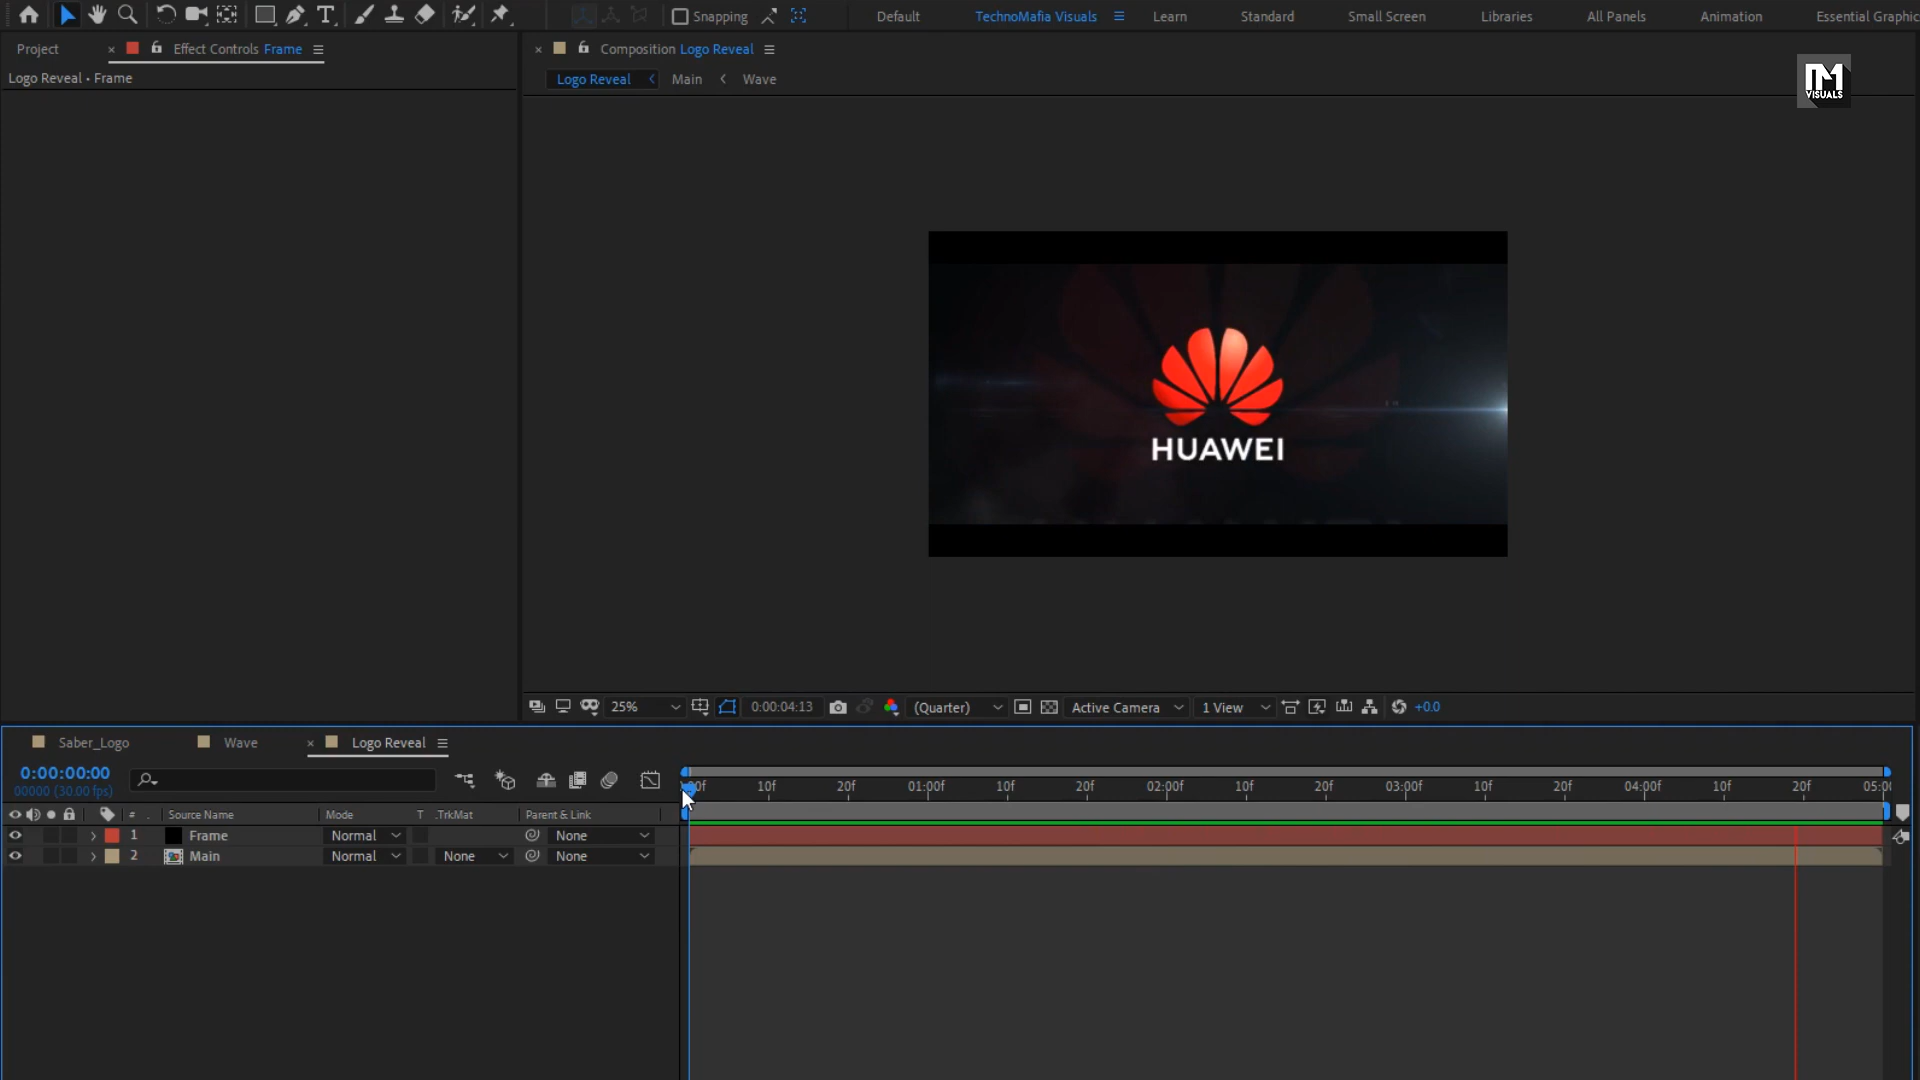 Snapping
Default
TechnoMafia Visuals
Learn
Standard
Small Screen
Libraries
All Panels
Animation
Essential Graphic
Project
Effect Controls Frame
Composition Logo Reveal
Logo Reveal • Frame
Logo Reveal
Main
Wave
VISUALS
HUAWEI
25%
0:00:04:13
(Quarter)
Active Camera
1 View
+0.0
Saber_Logo
Wave
Logo Reveal
0:00:00:00
00000 (30.00 fps)
00f 10f 20f 01:00f 10f 20f 02:00f 10f 20f 03:00f 10f 20f 04:00f 10f 20f 05:00
# Source Name Mode T .TrkMat Parent & Link
1 Frame Normal None
2 Main Normal None None